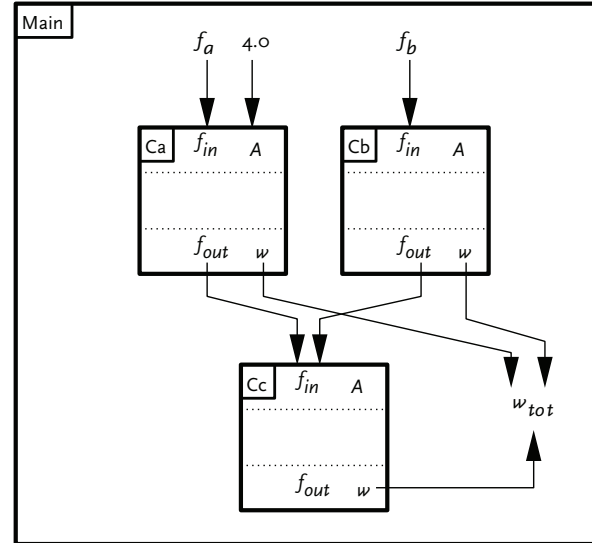 Main
f_a 4.0 f_b
Ca f_in A Cb f_in A
f_out w f_out w
Cc f_in A
w_tot
f_out w